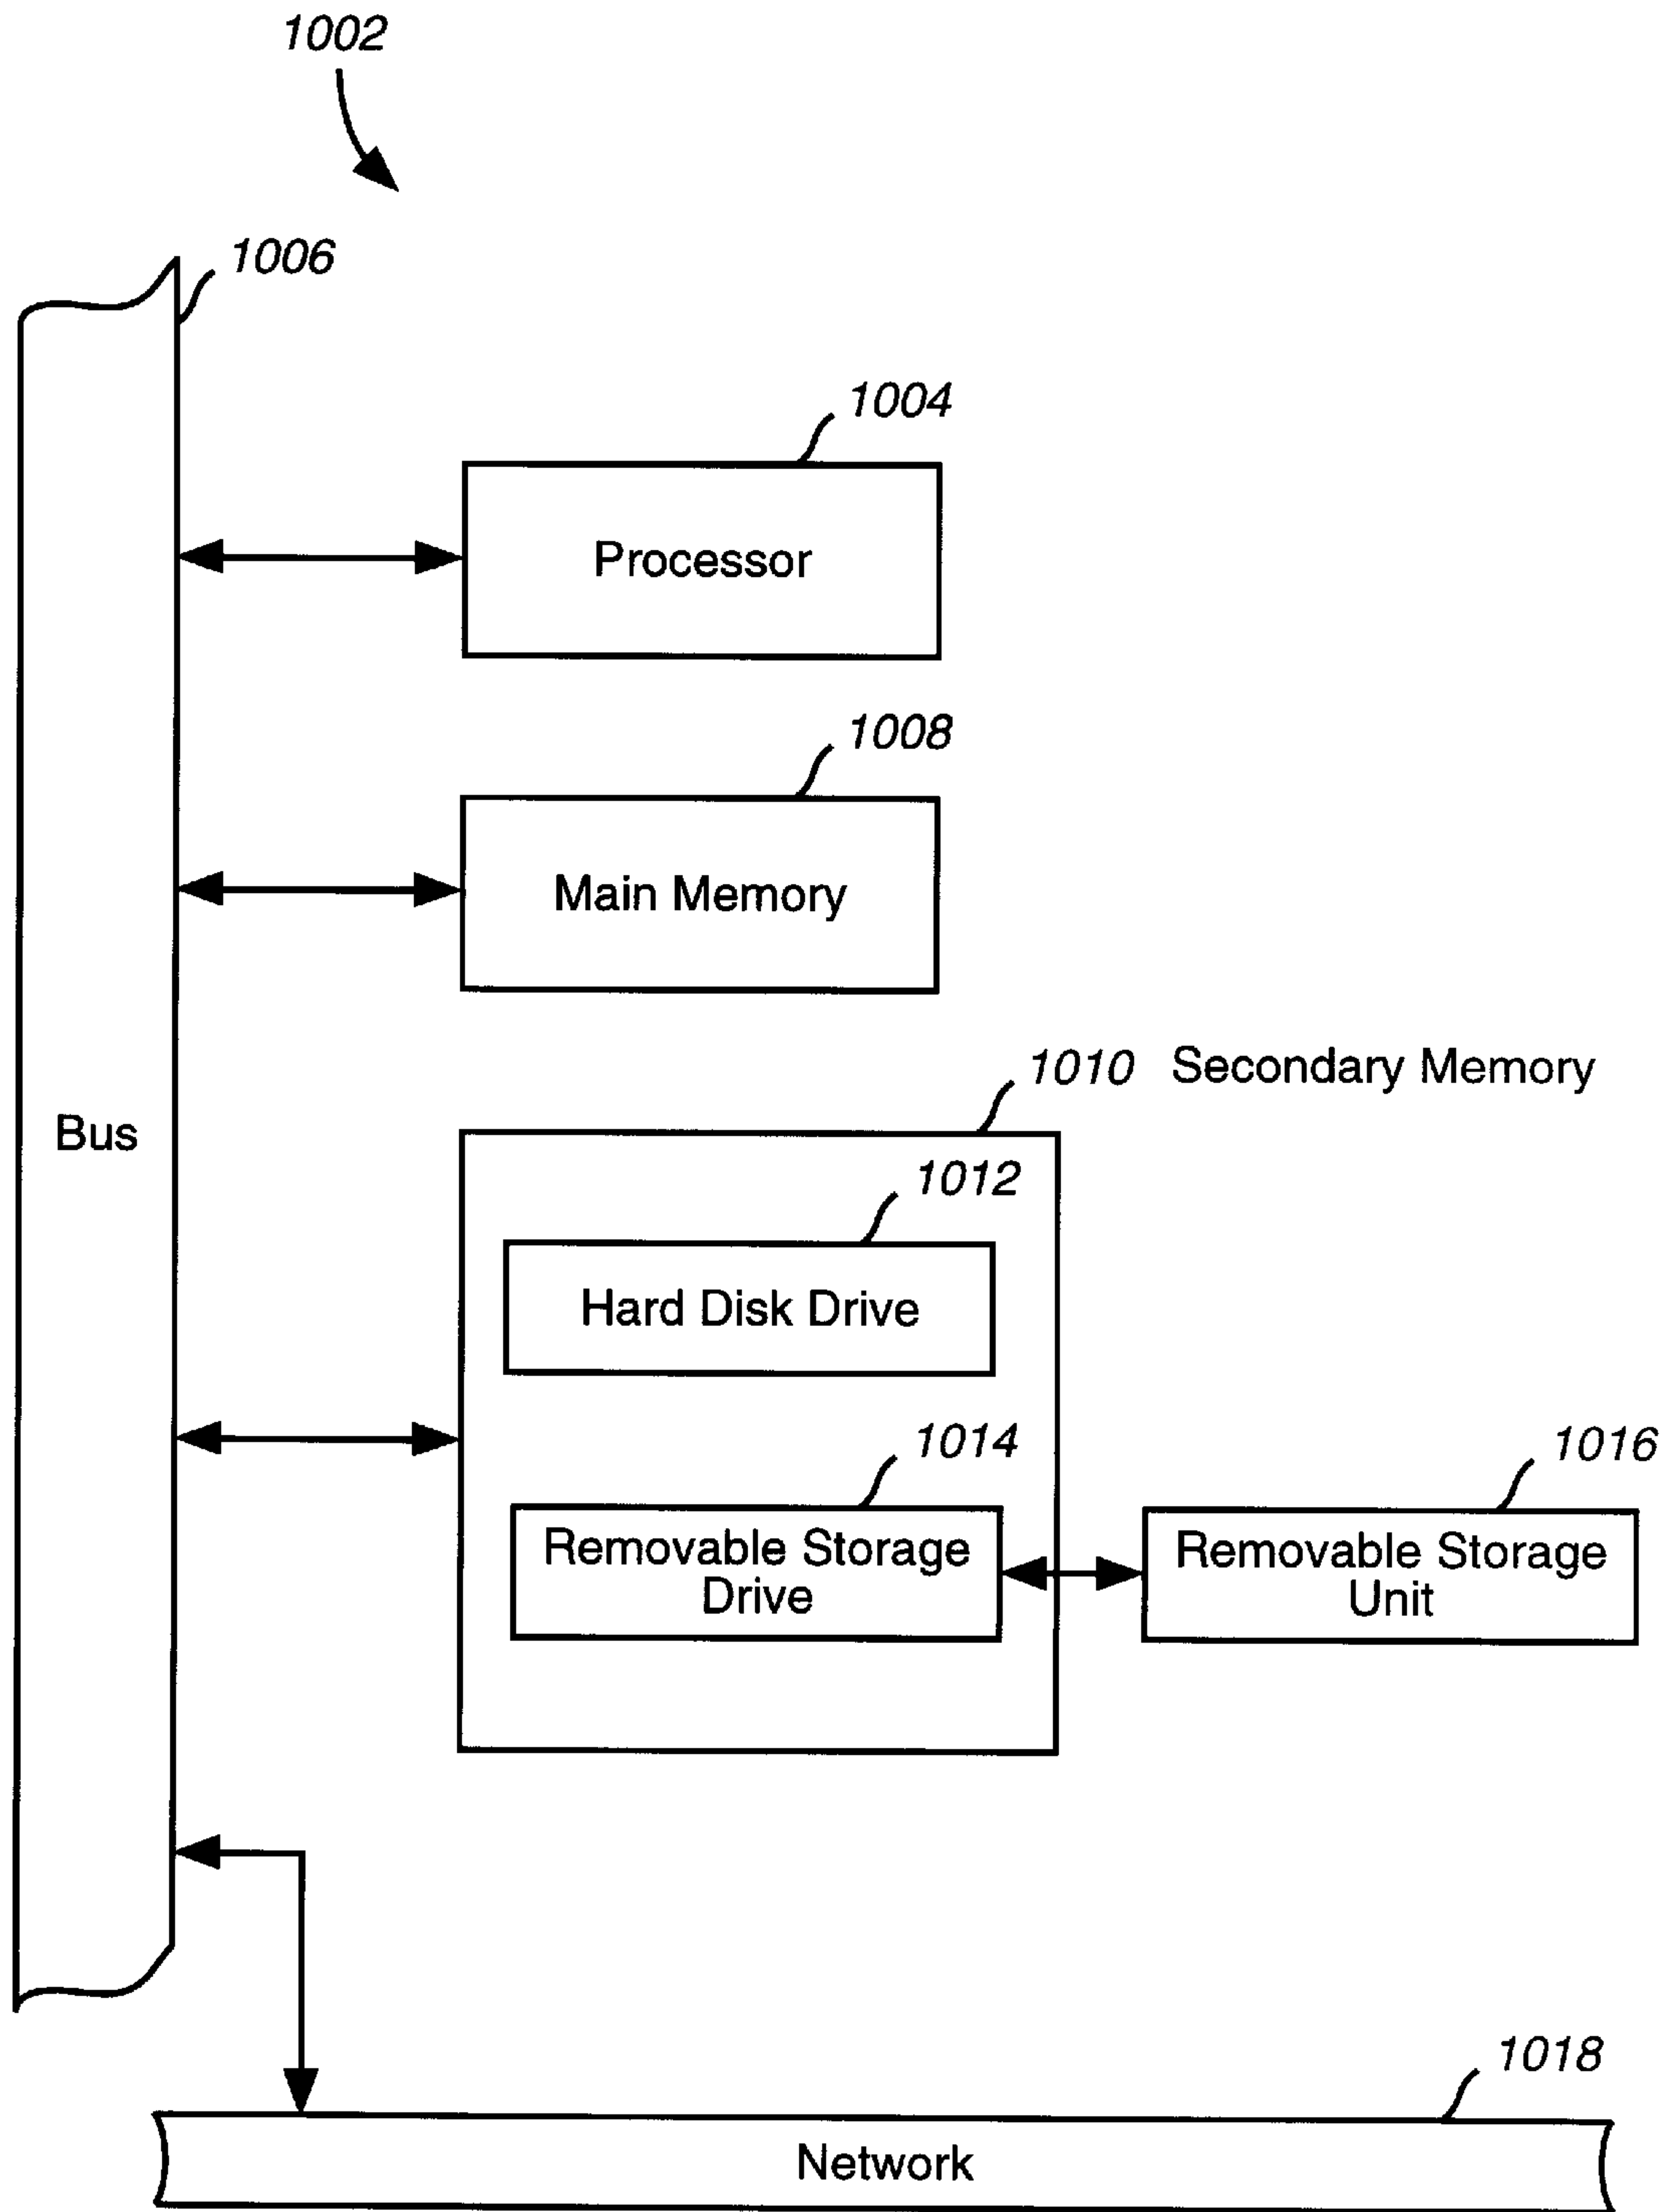 1002
1006
1004
Processor
1008
Main Memory
1010 Secondary Memory
Bus
1012
Hard Disk Drive
1014
1016
Removable Storage
Drive
Removable Storage
Unit
1018
Network